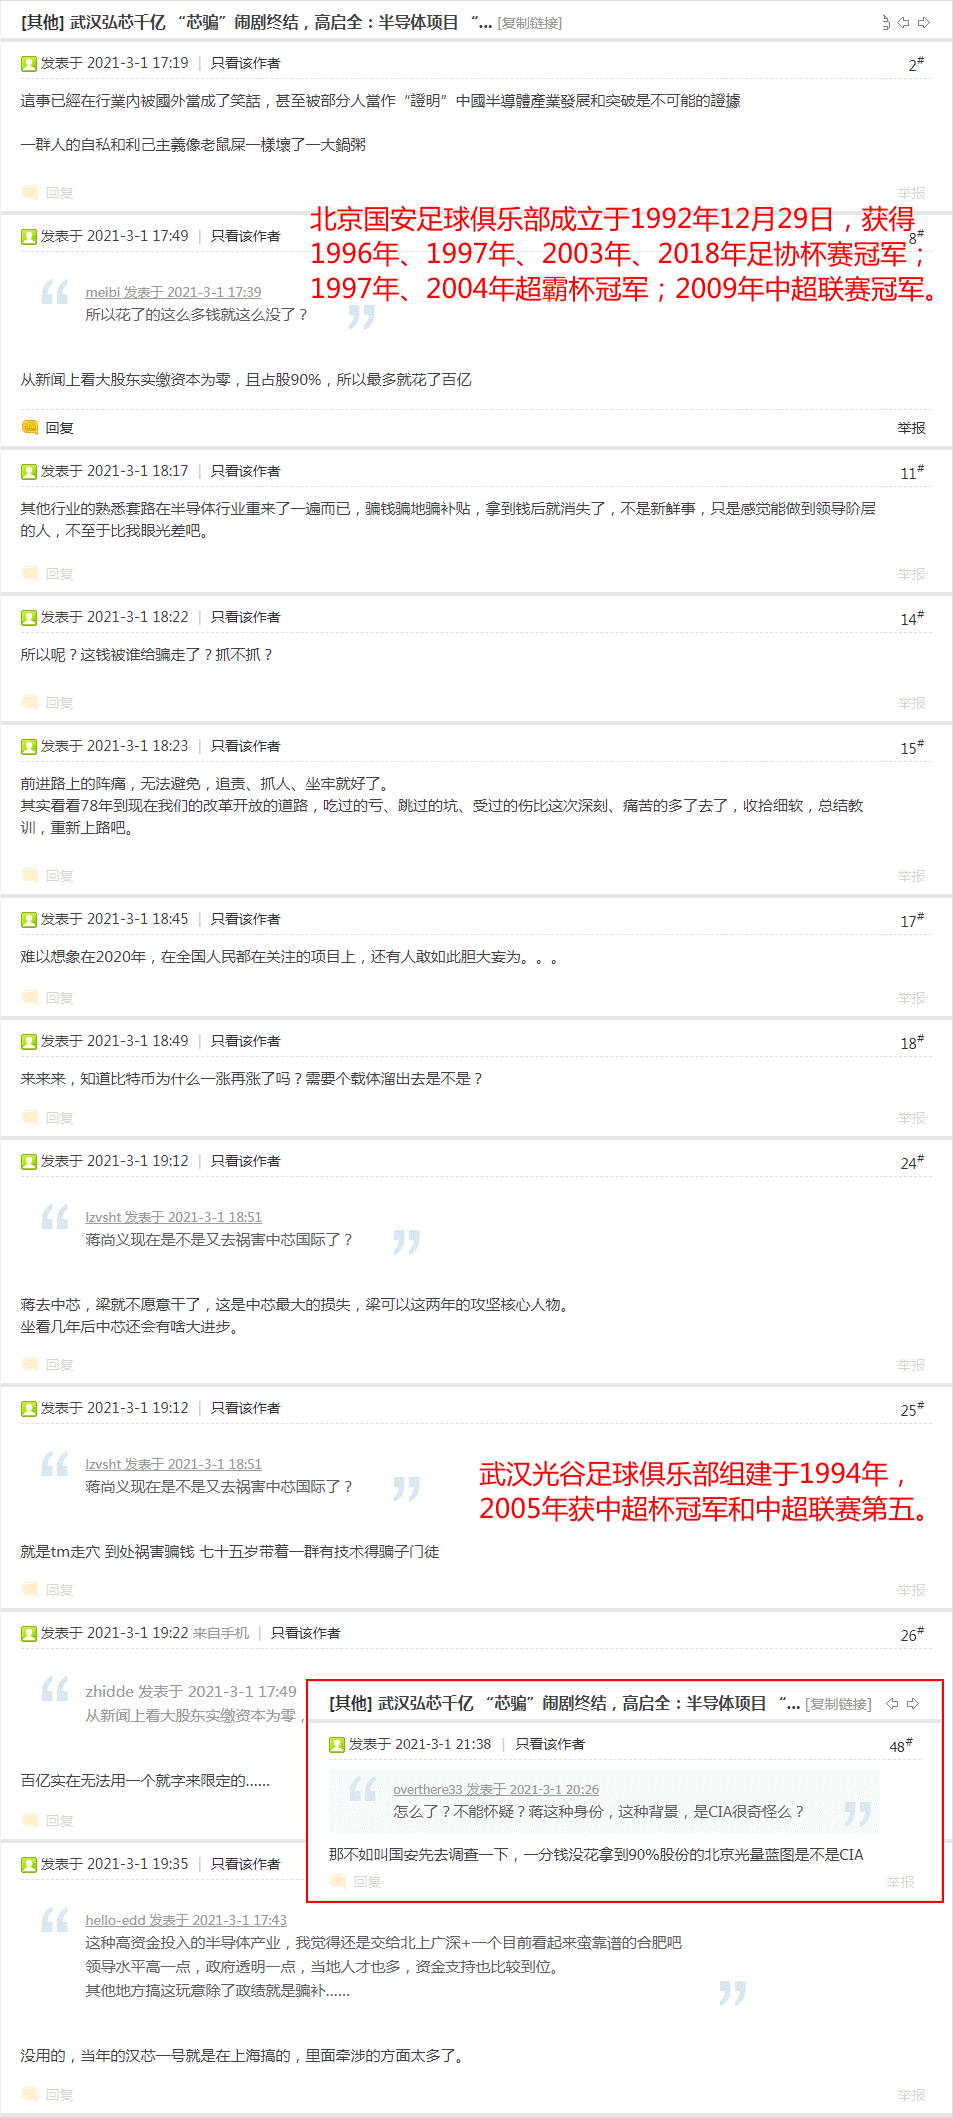 [其他] 武汉弘芯千亿 “芯骗”闹剧终结，高启全：半导体项目 “... [复制链接]
发表于 2021-3-1 17:19 | 只看该作者 2#
這事已經在行業内被國外當成了笑話，甚至被部分人當作“證明”中國半導體產業發展和突破是不可能的證據
一群人的自私和利己主義像老鼠屎一樣壞了一大鍋粥
回复 举报
北京国安足球俱乐部成立于1992年12月29日，获得
1996年、1997年、2003年、2018年足协杯赛冠军；
1997年、2004年超霸杯冠军；2009年中超联赛冠军。
发表于 2021-3-1 17:49 | 只看该作者 8#
meibi 发表于 2021-3-1 17:39
所以花了的这么多钱就这么没了？
从新闻上看大股东实缴资本为零，且占股90%，所以最多就花了百亿
回复 举报
发表于 2021-3-1 18:17 | 只看该作者 11#
其他行业的熟悉套路在半导体行业重来了一遍而已，骗钱骗地骗补贴，拿到钱后就消失了，不是新鲜事，只是感觉能做到领导阶层
的人，不至于比我眼光差吧。
回复 举报
发表于 2021-3-1 18:22 | 只看该作者 14#
所以呢？这钱被谁给骗走了？抓不抓？
回复 举报
发表于 2021-3-1 18:23 | 只看该作者 15#
前进路上的阵痛，无法避免，追责、抓人、坐牢就好了。
其实看看78年到现在我们的改革开放的道路，吃过的亏、跳过的坑、受过的伤比这次深刻、痛苦的多了去了，收拾细软，总结教
训，重新上路吧。
回复 举报
发表于 2021-3-1 18:45 | 只看该作者 17#
难以想象在2020年，在全国人民都在关注的项目上，还有人敢如此胆大妄为。。。
回复 举报
发表于 2021-3-1 18:49 | 只看该作者 18#
来来来，知道比特币为什么一涨再涨了吗？需要个载体溜出去是不是？
回复 举报
发表于 2021-3-1 19:12 | 只看该作者 24#
lzvsht 发表于 2021-3-1 18:51
蒋尚义现在是不是又去祸害中芯国际了？
蒋去中芯，梁就不愿意干了，这是中芯最大的损失，梁可以这两年的攻坚核心人物。
坐看几年后中芯还会有啥大进步。
回复 举报
发表于 2021-3-1 19:12 | 只看该作者 25#
lzvsht 发表于 2021-3-1 18:51
蒋尚义现在是不是又去祸害中芯国际了？
武汉光谷足球俱乐部组建于1994年，
2005年获中超杯冠军和中超联赛第五。
就是tm走穴 到处祸害骗钱 七十五岁带着一群有技术得骗子门徒
回复 举报
发表于 2021-3-1 19:22 来自手机 | 只看该作者 26#
zhidde 发表于 2021-3-1 17:49
从新闻上看大股东实缴资本为零，
百亿实在无法用一个就字来限定的......
回复
[其他] 武汉弘芯千亿 “芯骗”闹剧终结，高启全：半导体项目 “... [复制链接]
发表于 2021-3-1 21:38 | 只看该作者 48#
overthere33 发表于 2021-3-1 20:26
怎么了？不能怀疑？蒋这种身份，这种背景，是CIA很奇怪么？
那不如叫国安先去调查一下，一分钱没花拿到90%股份的北京光量蓝图是不是CIA
回复 举报
发表于 2021-3-1 19:35 | 只看该作者
hello-edd 发表于 2021-3-1 17:43
这种高资金投入的半导体产业，我觉得还是交给北上广深+一个目前看起来蛮靠谱的合肥吧
领导水平高一点，政府透明一点，当地人才也多，资金支持也比较到位。
其他地方搞这玩意除了政绩就是骗补......
没用的，当年的汉芯一号就是在上海搞的，里面牵涉的方面太多了。
回复 举报